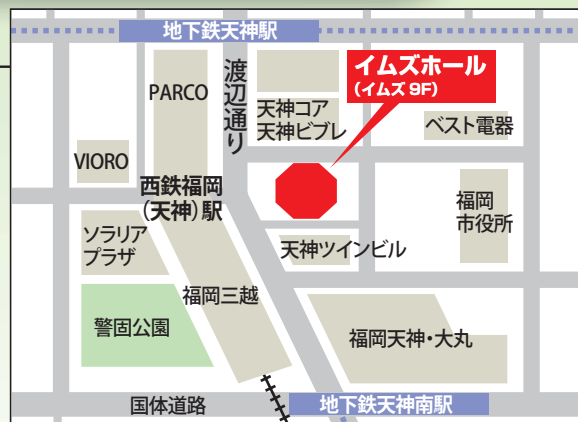 地下鉄天神駅
イムズホール
(イムズ 9F)
渡辺通り
PARCO
天神コア
天神ビブレ
ベスト電器
VIORO
西鉄福岡
(天神)駅
福岡
市役所
ソラリア
プラザ
天神ツインビル
福岡三越
警固公園
福岡天神・大丸
国体道路
地下鉄天神南駅